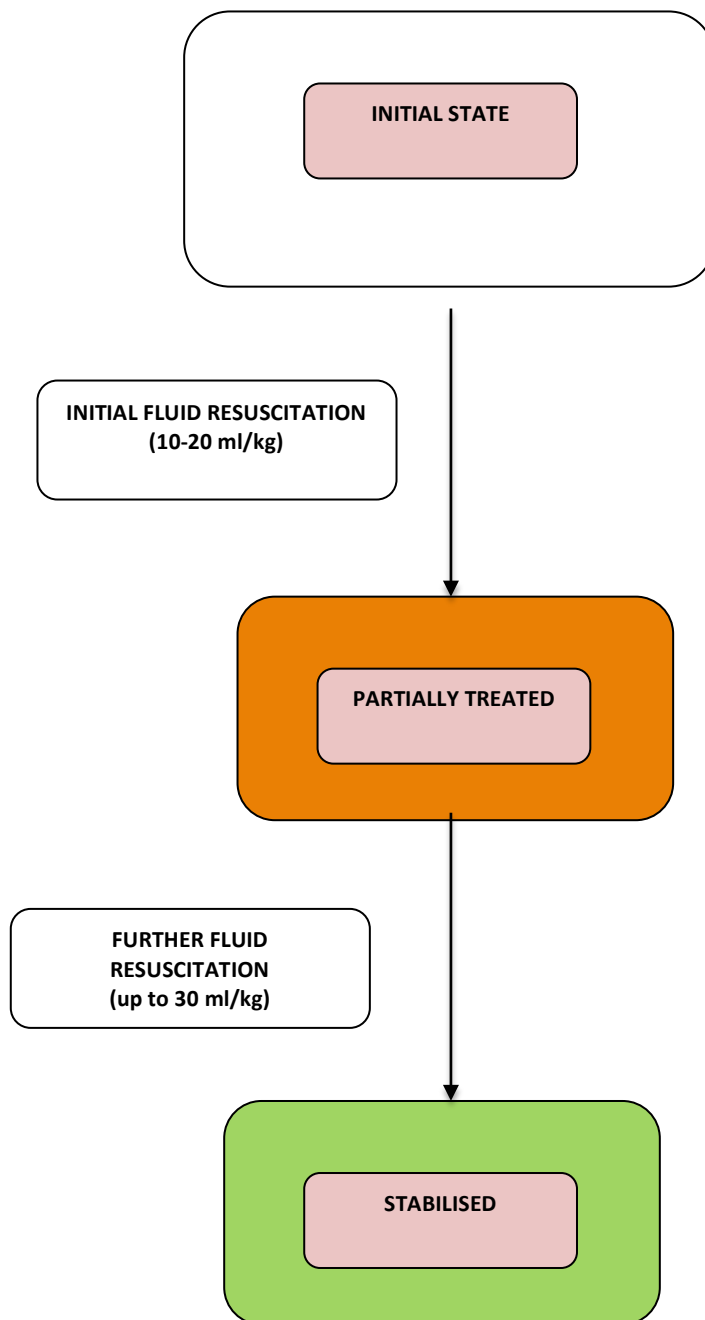 INITIAL STATE
INITIAL FLUID RESUSCITATION
(10-20 ml/kg)
PARTIALLY TREATED
FURTHER FLUID
RESUSCITATION
(up to 30 ml/kg)
STABILISED